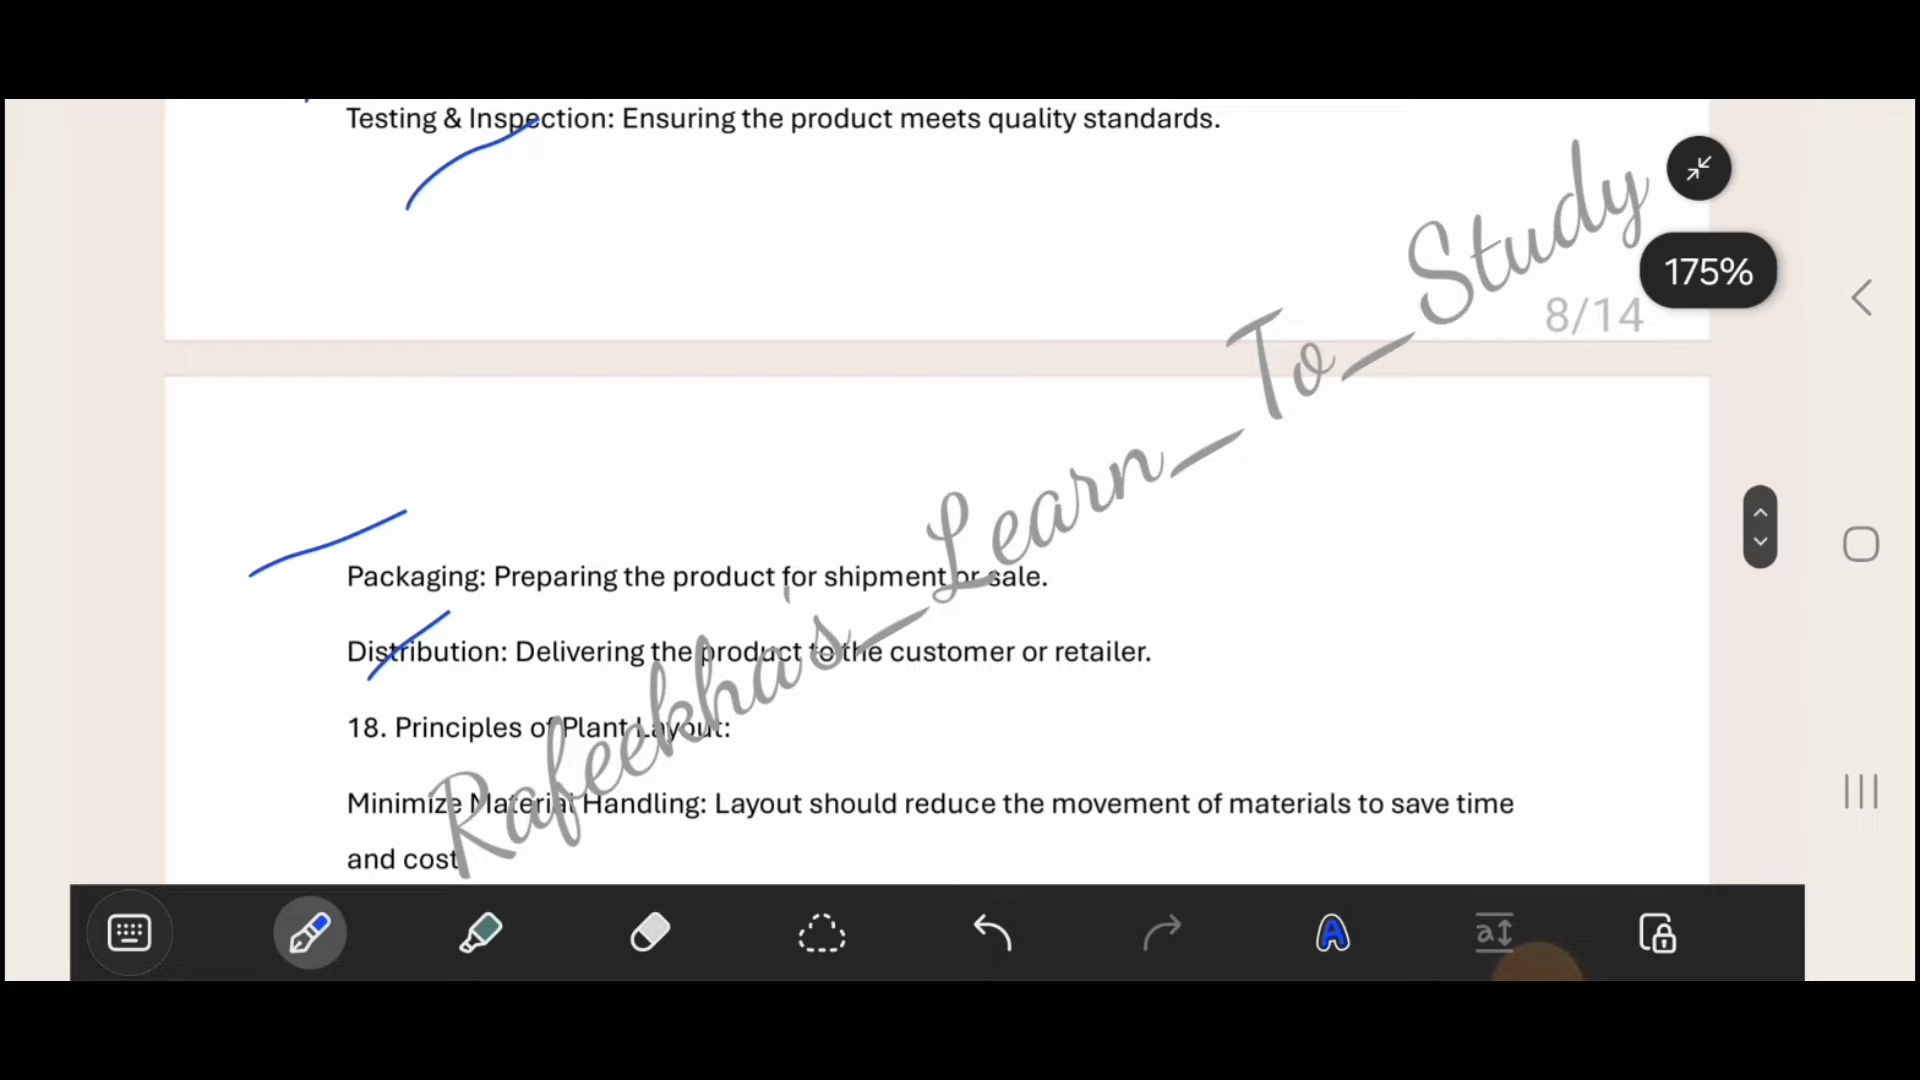 Testing & Inspection: Ensuring the product meets quality standards.
175%
8/14
Packaging: Preparing the product for shipment or sale.
Distribution: Delivering the product to the customer or retailer.
18. Principles of Plant Layout:
Minimize Material Handling: Layout should reduce the movement of materials to save time
and cost
Rafeekha's_Learn_To_Study
A
a